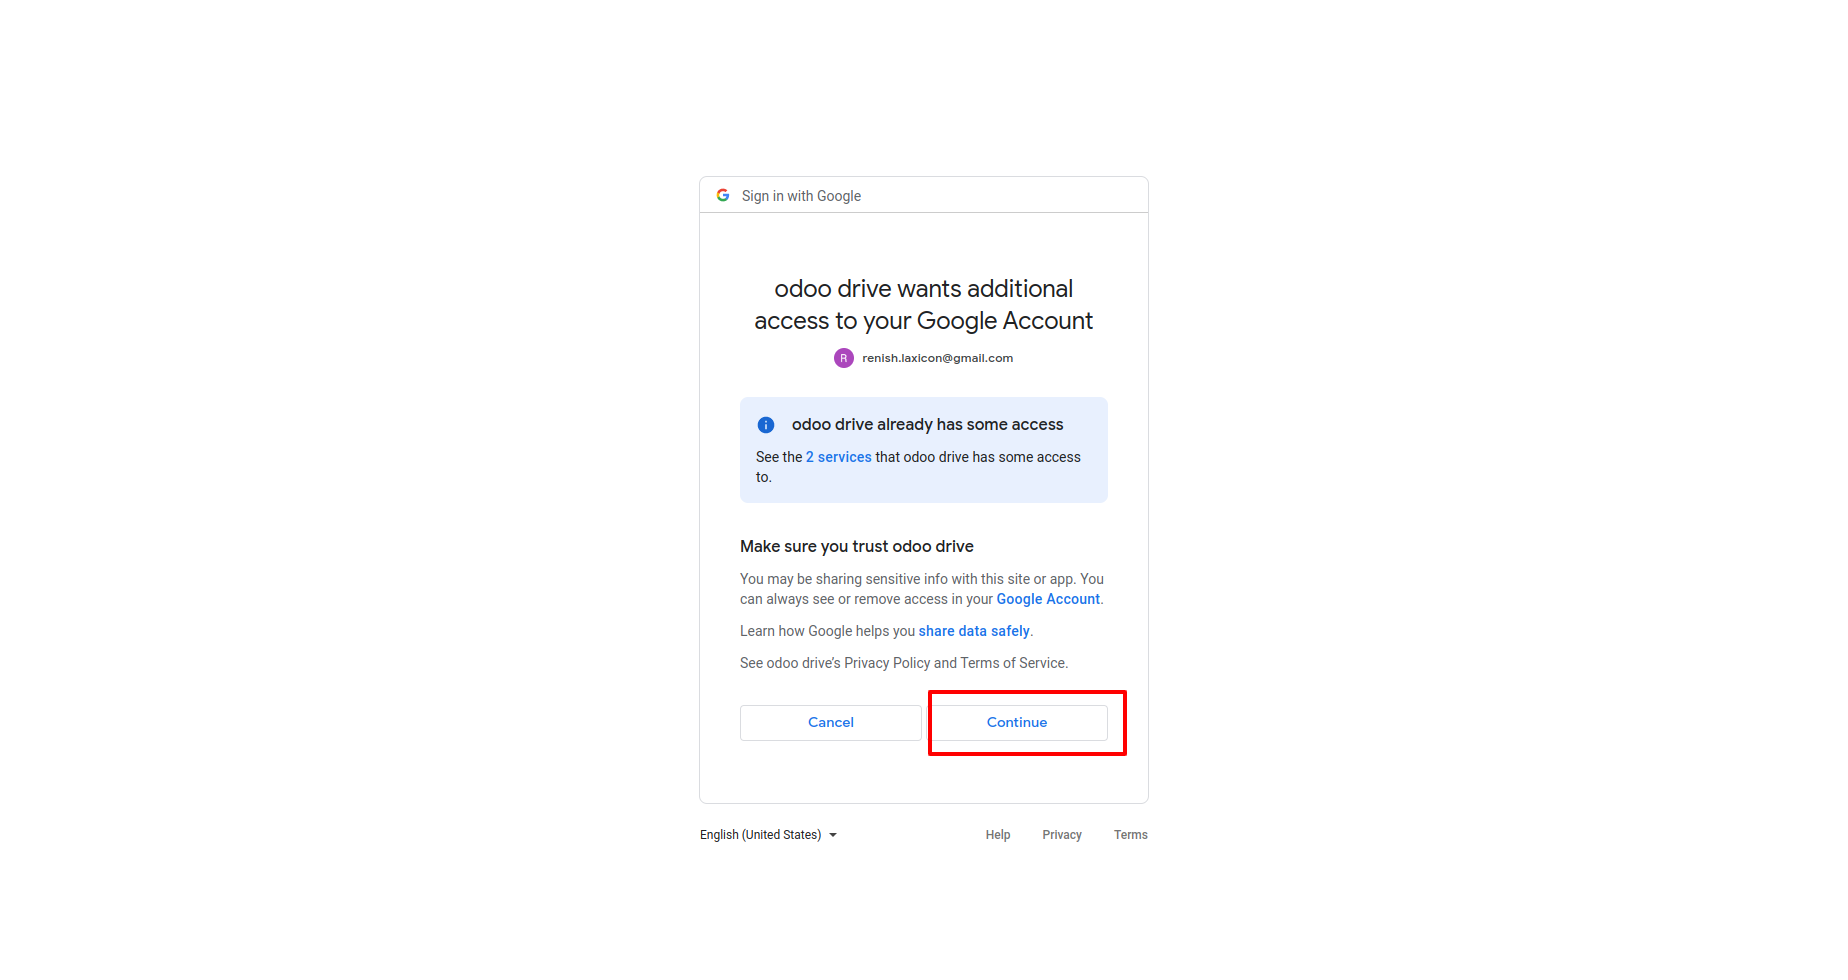 Sign in with Google
odoo drive wants additional
access to your Google Account
R renish.laxicon@gmail.com
odoo drive already has some access
See the 2 services that odoo drive has some access
to.
Make sure you trust odoo drive
You may be sharing sensitive info with this site or app. You
can always see or remove access in your Google Account.
Learn how Google helps you share data safely.
See odoo drive’s Privacy Policy and Terms of Service.
Cancel Continue
English (United States) Help Privacy Terms